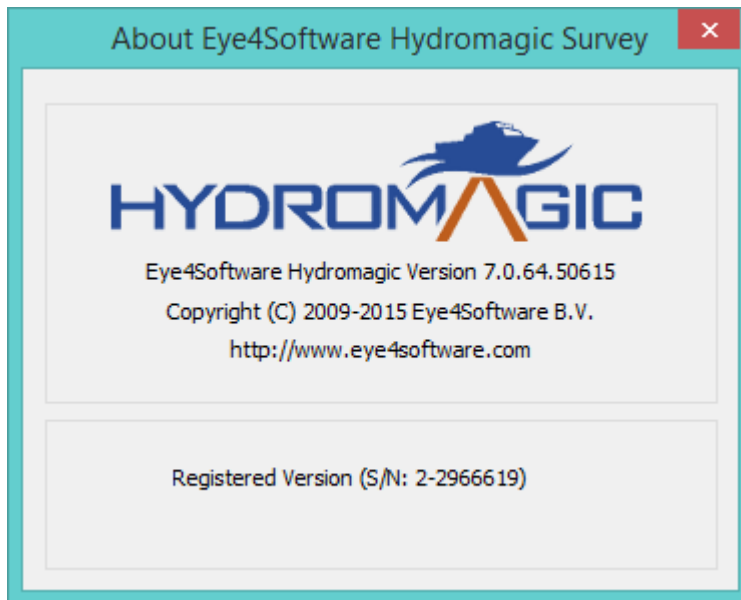 About Eye4Software Hydromagic Survey
HYDROMAGIC
Eye4Software Hydromagic Version 7.0.64.50615
Copyright (C) 2009-2015 Eye4Software B.V.
http://www.eye4software.com
Registered Version (S/N: 2-2966619)